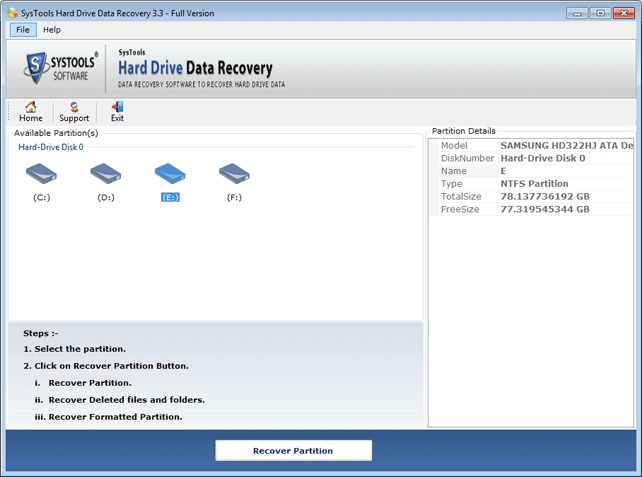 SysTools Hard Drive Data Recovery 3.3 - Full Version
File Help
SYSTOOLS®
SOFTWARE
SysTools
Hard Drive Data Recovery
DATA RECOVERY SOFTWARE TO RECOVER HARD DRIVE DATA
Home Support Exit
Available Partition(s)
Hard-Drive Disk 0
(C:) (D:) (E:) (F:)
Partition Details
Model SAMSUNG HD322HJ ATA De
DiskNumber Hard-Drive Disk 0
Name E
Type NTFS Partition
TotalSize 78.137736192 GB
FreeSize 77.319545344 GB
Steps :-
1. Select the partition.
2. Click on Recover Partition Button.
i. Recover Partition.
ii. Recover Deleted files and folders.
iii. Recover Formatted Partition.
Recover Partition